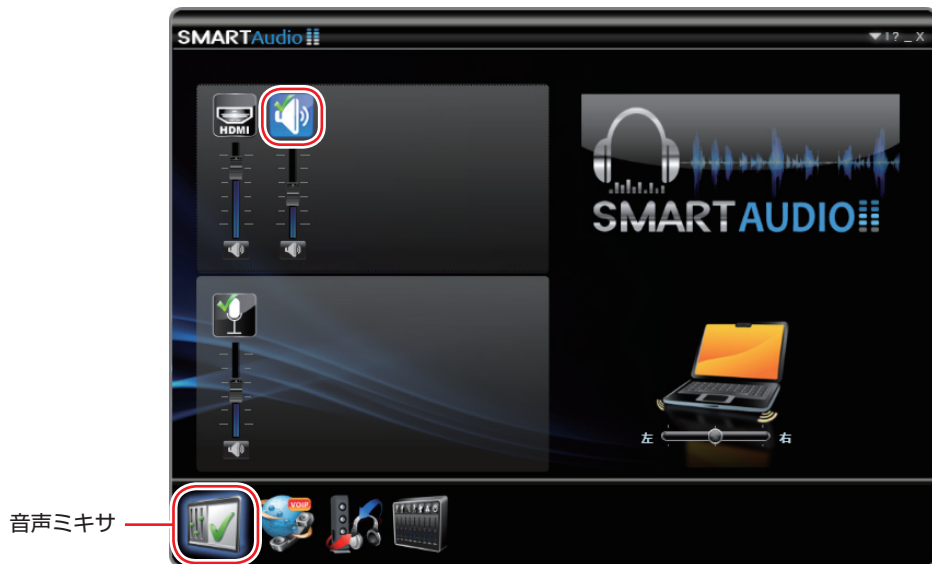 SMARTAudio
i ? _ X
HDMI
SMARTAUDIO
左 右
VOIP
音声ミキサ